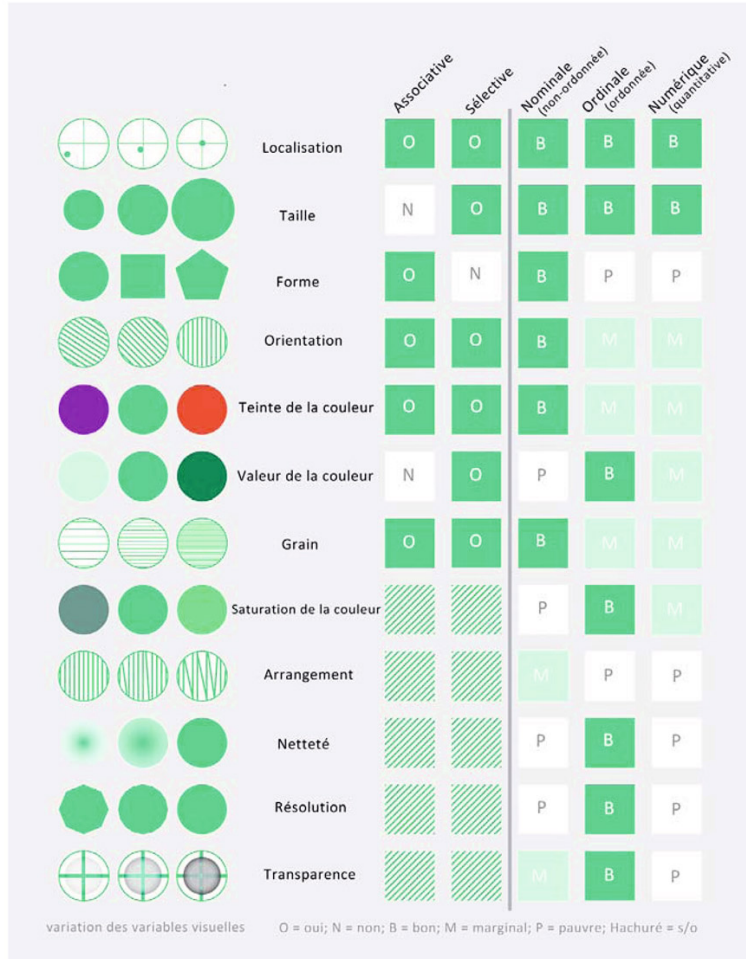 Associative
Sélective
Nominale
(non-ordonnée)
Ordinale
(ordonnée)
Numérique
(quantitative)
Localisation O O B B B
Taille N O B B B
Forme O N B P P
Orientation O O B M M
Teinte de la couleur O O B M M
Valeur de la couleur N O P B M
Grain O O B M M
Saturation de la couleur P B M
Arrangement M P P
Netteté P B P
Résolution P B P
Transparence M B P
variation des variables visuelles O = oui; N = non; B = bon; M = marginal; P = pauvre; Hachuré = s/o